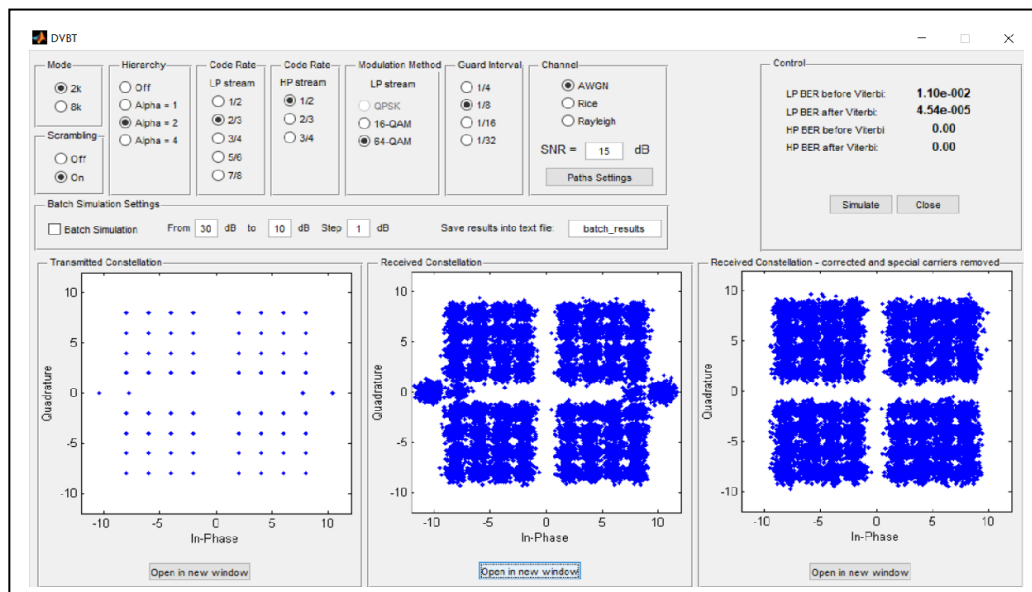 DVBT
Mode
2k
8k
Scrambling
Off
On
Hierarchy
Off
Alpha = 1
Alpha = 2
Alpha = 4
Code Rate
LP stream
1/2
2/3
3/4
5/6
7/8
Code Rate
HP stream
1/2
2/3
3/4
Modulation Method
LP stream
QPSK
16-QAM
64-QAM
Guard Interval
1/4
1/8
1/16
1/32
Channel
AWGN
Rice
Rayleigh
SNR = 15 dB
Paths Settings
Control
LP BER before Viterbi: 1.10e-002
LP BER after Viterbi: 4.54e-005
HP BER before Viterbi 0.00
HP BER after Viterbi: 0.00
Simulate Close
Batch Simulation Settings
Batch Simulation From 30 dB to 10 dB Step 1 dB Save results into text file: batch_results
Transmitted Constellation
10
5
0
-5
-10
Quadrature
-10 -5 0 5 10
In-Phase
Open in new window
Received Constellation
10
5
0
-5
-10
Quadrature
-10 -5 0 5 10
In-Phase
Open in new window
Received Constellation - corrected and special carriers removed
10
5
0
-5
-10
Quadrature
-10 -5 0 5 10
In-Phase
Open in new window